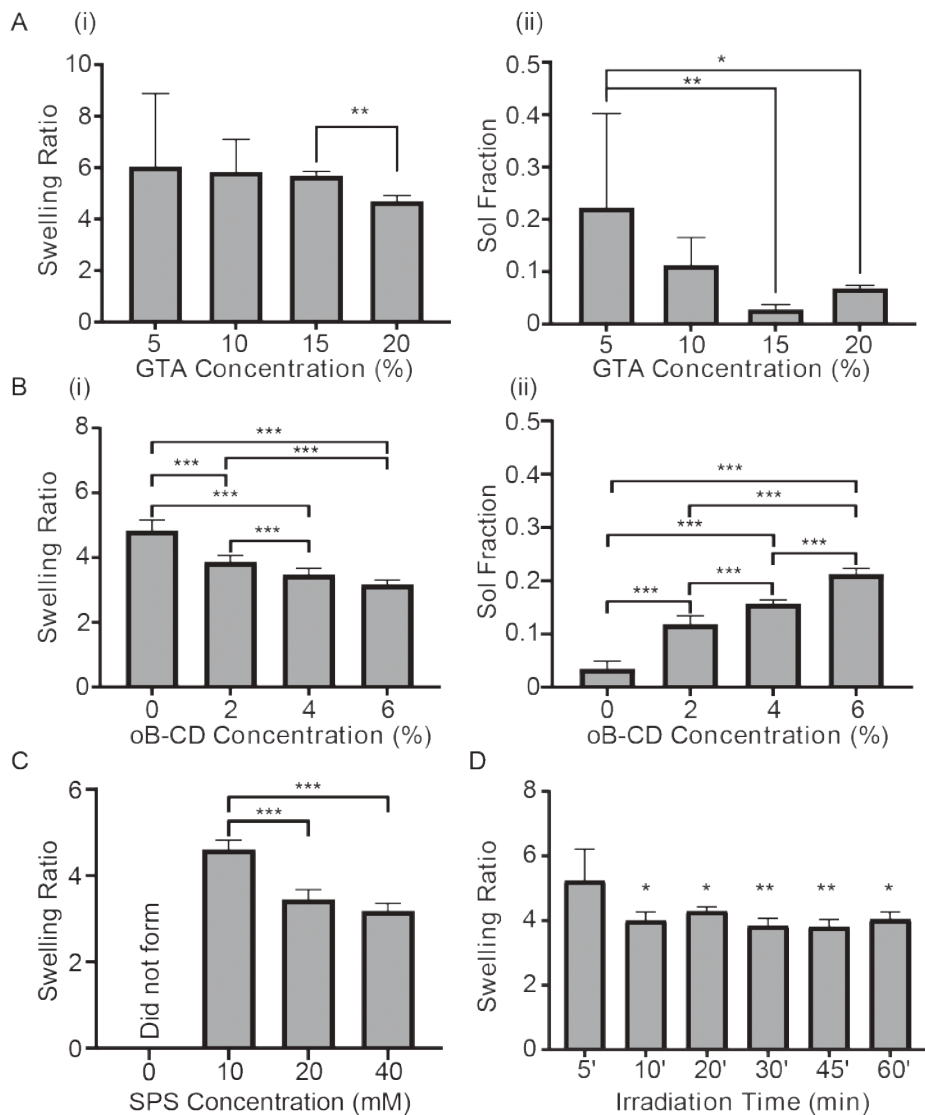 A (i) (ii)
10
8
6
4
2
0
Swelling Ratio
**
5 10 15 20
GTA Concentration (%)
0.5
0.4
0.3
0.2
0.1
0
Sol Fraction
*
**
5 10 15 20
GTA Concentration (%)
B (i) (ii)
8
6
4
2
0
Swelling Ratio
***
***
***
***
***
0 2 4 6
oB-CD Concentration (%)
0.5
0.4
0.3
0.2
0.1
0
Sol Fraction
***
***
***
***
***
***
0 2 4 6
oB-CD Concentration (%)
C
6
4
2
0
Swelling Ratio
Did not form
***
***
0 10 20 40
SPS Concentration (mM)
D
8
6
4
2
0
Swelling Ratio
* * ** ** *
5' 10' 20' 30' 45' 60'
Irradiation Time (min)